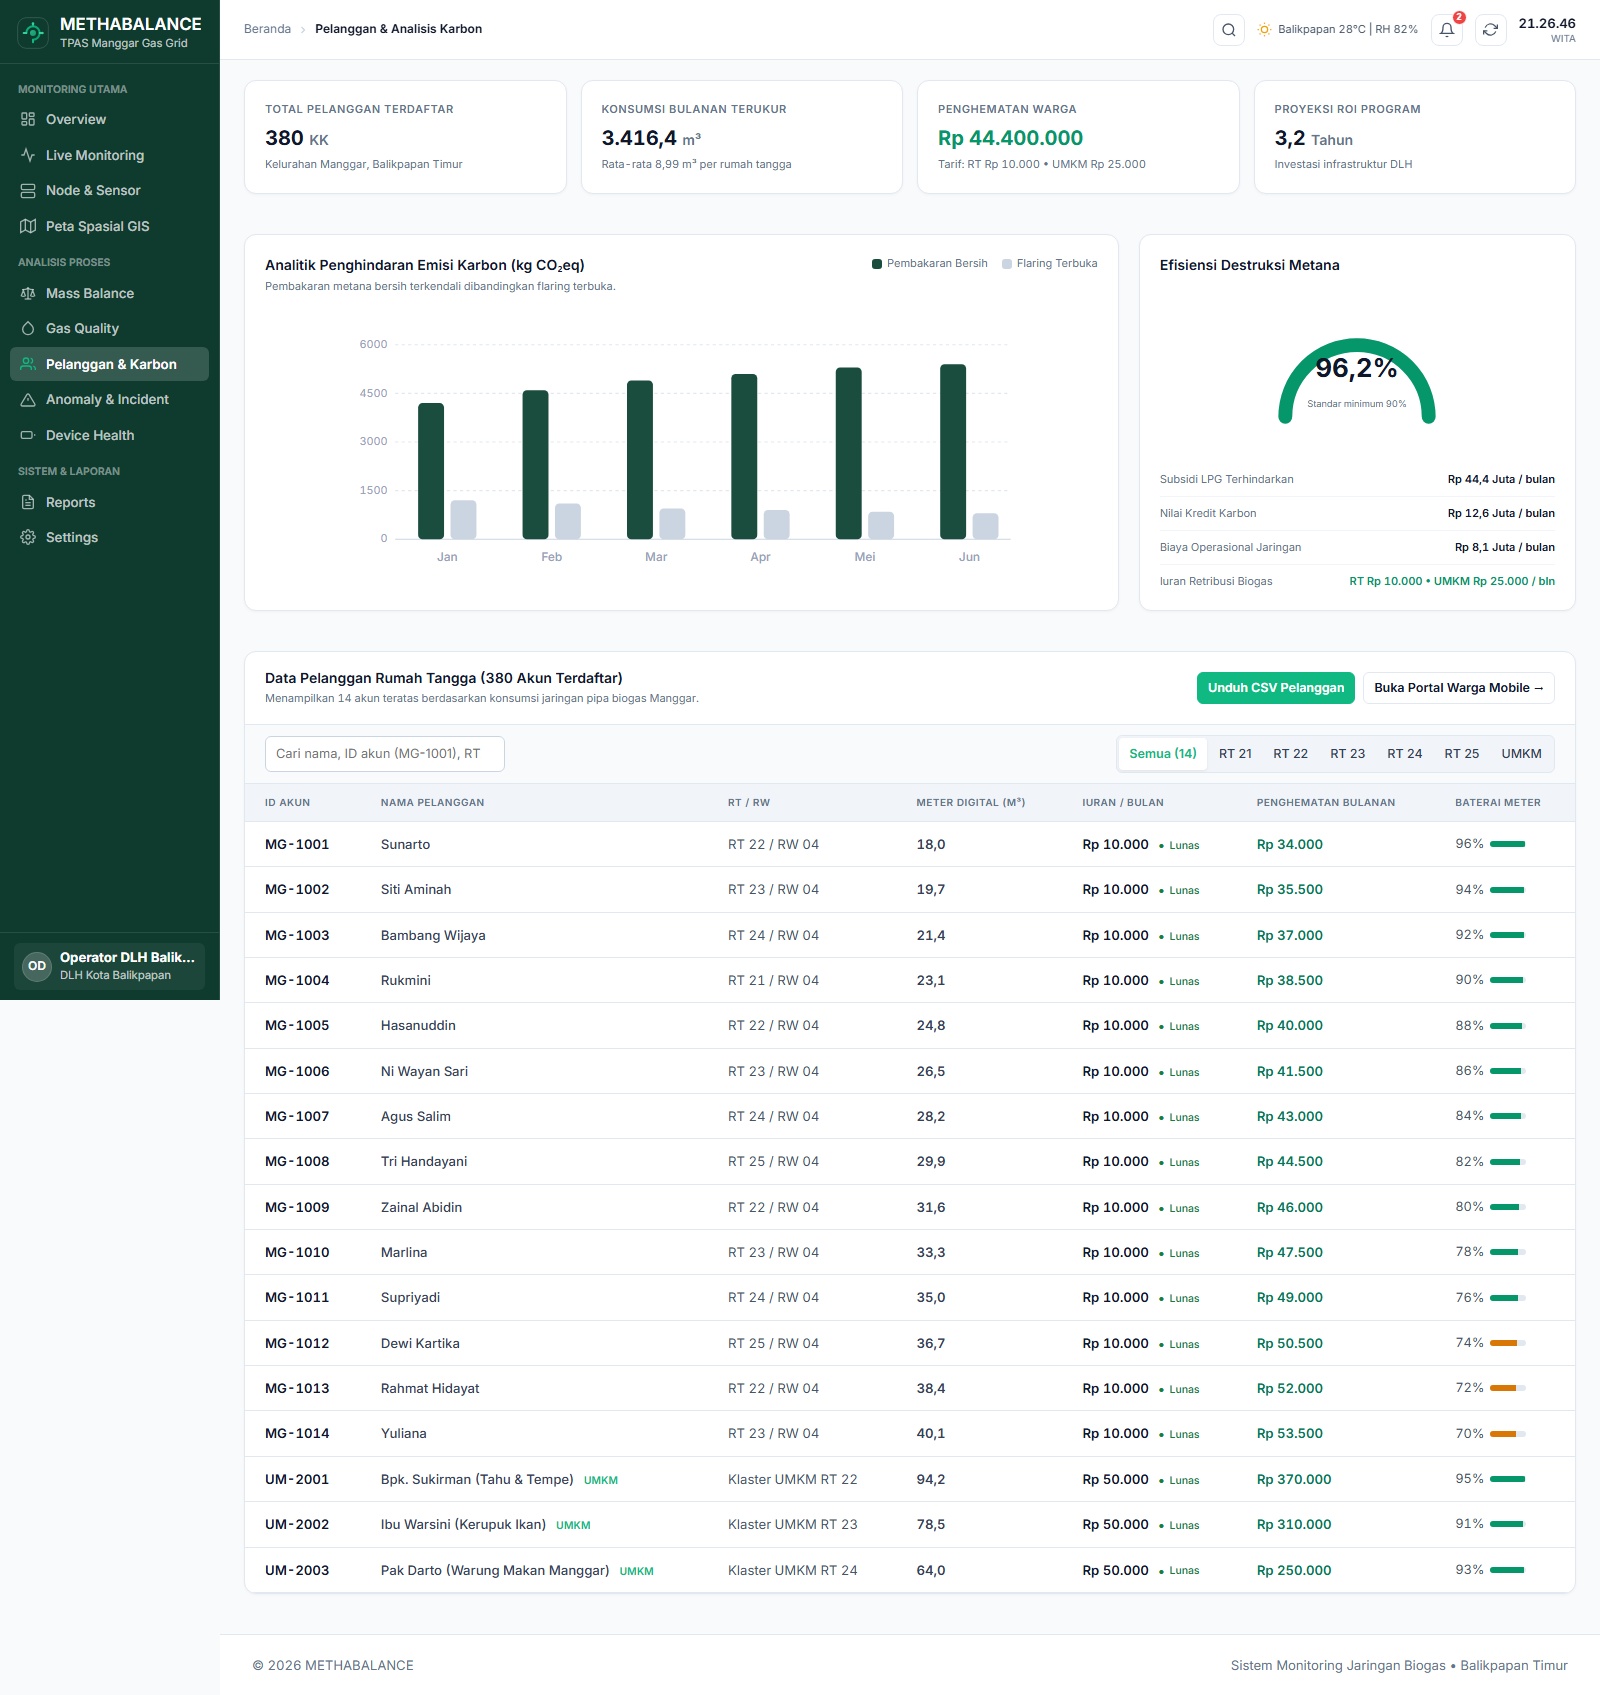 METHABALANCE
TPAS Manggar Gas Grid
MONITORING UTAMA
Overview
Live Monitoring
Node & Sensor
Peta Spasial GIS
ANALISIS PROSES
Mass Balance
Gas Quality
Pelanggan & Karbon
Anomaly & Incident
Device Health
SISTEM & LAPORAN
Reports
Settings
OD
Operator DLH Balik...
DLH Kota Balikpapan
Beranda › Pelanggan & Analisis Karbon
Balikpapan 28°C | RH 82%
2
21.26.46
WITA
TOTAL PELANGGAN TERDAFTAR
380 KK
Kelurahan Manggar, Balikpapan Timur
KONSUMSI BULANAN TERUKUR
3.416,4 m³
Rata-rata 8,99 m³ per rumah tangga
PENGHEMATAN WARGA
Rp 44.400.000
Tarif: RT Rp 10.000 • UMKM Rp 25.000
PROYEKSI ROI PROGRAM
3,2 Tahun
Investasi infrastruktur DLH
Analitik Penghindaran Emisi Karbon (kg CO₂eq)
Pembakaran metana bersih terkendali dibandingkan flaring terbuka.
Pembakaran Bersih Flaring Terbuka
6000
4500
3000
1500
0
Jan Feb Mar Apr Mei Jun
Efisiensi Destruksi Metana
96,2%
Standar minimum 90%
Subsidi LPG Terhindarkan Rp 44,4 Juta / bulan
Nilai Kredit Karbon Rp 12,6 Juta / bulan
Biaya Operasional Jaringan Rp 8,1 Juta / bulan
Iuran Retribusi Biogas RT Rp 10.000 • UMKM Rp 25.000 / bln
Data Pelanggan Rumah Tangga (380 Akun Terdaftar)
Menampilkan 14 akun teratas berdasarkan konsumsi jaringan pipa biogas Manggar.
Unduh CSV Pelanggan
Buka Portal Warga Mobile →
Cari nama, ID akun (MG-1001), RT
Semua (14) RT 21 RT 22 RT 23 RT 24 RT 25 UMKM
ID AKUN NAMA PELANGGAN RT / RW METER DIGITAL (M³) IURAN / BULAN PENGHEMATAN BULANAN BATERAI METER
MG-1001 Sunarto RT 22 / RW 04 18,0 Rp 10.000 • Lunas Rp 34.000 96%
MG-1002 Siti Aminah RT 23 / RW 04 19,7 Rp 10.000 • Lunas Rp 35.500 94%
MG-1003 Bambang Wijaya RT 24 / RW 04 21,4 Rp 10.000 • Lunas Rp 37.000 92%
MG-1004 Rukmini RT 21 / RW 04 23,1 Rp 10.000 • Lunas Rp 38.500 90%
MG-1005 Hasanuddin RT 22 / RW 04 24,8 Rp 10.000 • Lunas Rp 40.000 88%
MG-1006 Ni Wayan Sari RT 23 / RW 04 26,5 Rp 10.000 • Lunas Rp 41.500 86%
MG-1007 Agus Salim RT 24 / RW 04 28,2 Rp 10.000 • Lunas Rp 43.000 84%
MG-1008 Tri Handayani RT 25 / RW 04 29,9 Rp 10.000 • Lunas Rp 44.500 82%
MG-1009 Zainal Abidin RT 22 / RW 04 31,6 Rp 10.000 • Lunas Rp 46.000 80%
MG-1010 Marlina RT 23 / RW 04 33,3 Rp 10.000 • Lunas Rp 47.500 78%
MG-1011 Supriyadi RT 24 / RW 04 35,0 Rp 10.000 • Lunas Rp 49.000 76%
MG-1012 Dewi Kartika RT 25 / RW 04 36,7 Rp 10.000 • Lunas Rp 50.500 74%
MG-1013 Rahmat Hidayat RT 22 / RW 04 38,4 Rp 10.000 • Lunas Rp 52.000 72%
MG-1014 Yuliana RT 23 / RW 04 40,1 Rp 10.000 • Lunas Rp 53.500 70%
UM-2001 Bpk. Sukirman (Tahu & Tempe) UMKM Klaster UMKM RT 22 94,2 Rp 50.000 • Lunas Rp 370.000 95%
UM-2002 Ibu Warsini (Kerupuk Ikan) UMKM Klaster UMKM RT 23 78,5 Rp 50.000 • Lunas Rp 310.000 91%
UM-2003 Pak Darto (Warung Makan Manggar) UMKM Klaster UMKM RT 24 64,0 Rp 50.000 • Lunas Rp 250.000 93%
© 2026 METHABALANCE
Sistem Monitoring Jaringan Biogas • Balikpapan Timur